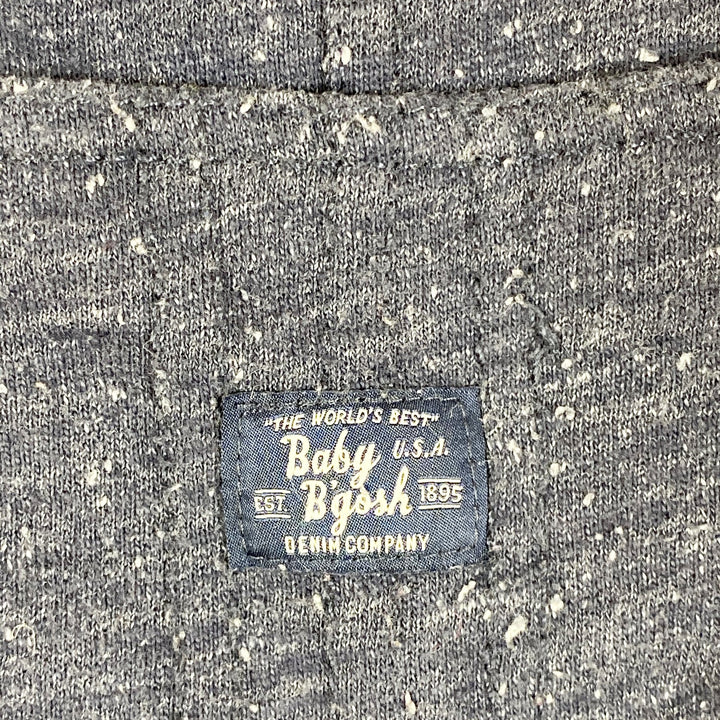 "THE WORLD'S BEST"
Baby U.S.A.
EST. B'gosh 1895
DENIM COMPANY